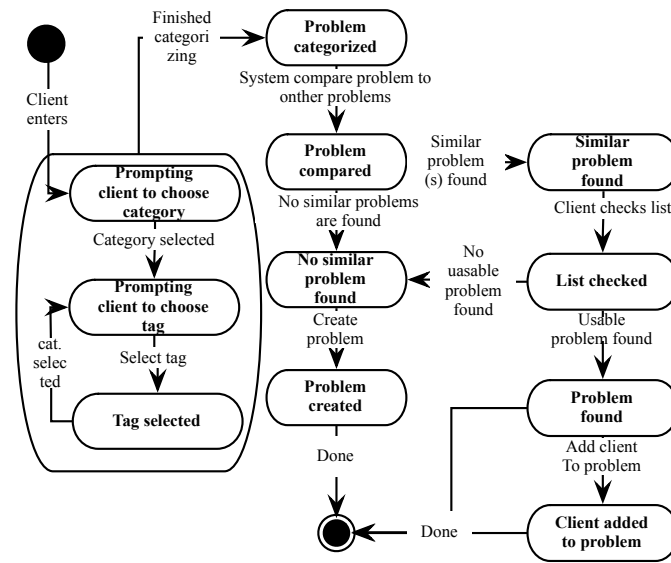 Finished
categori
zing
Problem
categorized
Client
enters
System compare problem to
onther problems
Prompting
client to choose
category
Problem
compared
Similar
problem
(s) found
Similar
problem
found
Category selected
No similar problems
are found
Client checks list
Prompting
client to choose
tag
No similar
problem
found
No
uasable
problem
found
List checked
cat.
selec
ted
Select tag
Create
problem
Usable
problem found
Tag selected
Problem
created
Problem
found
Done
Add client
To problem
Done
Client added
to problem